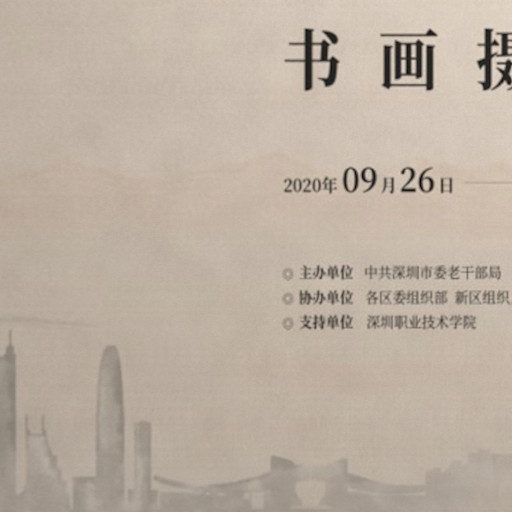 书画摄
2020年09月26日
主办单位 中共深圳市委老干部局
协办单位 各区委组织部 新区组织
支持单位 深圳职业技术学院